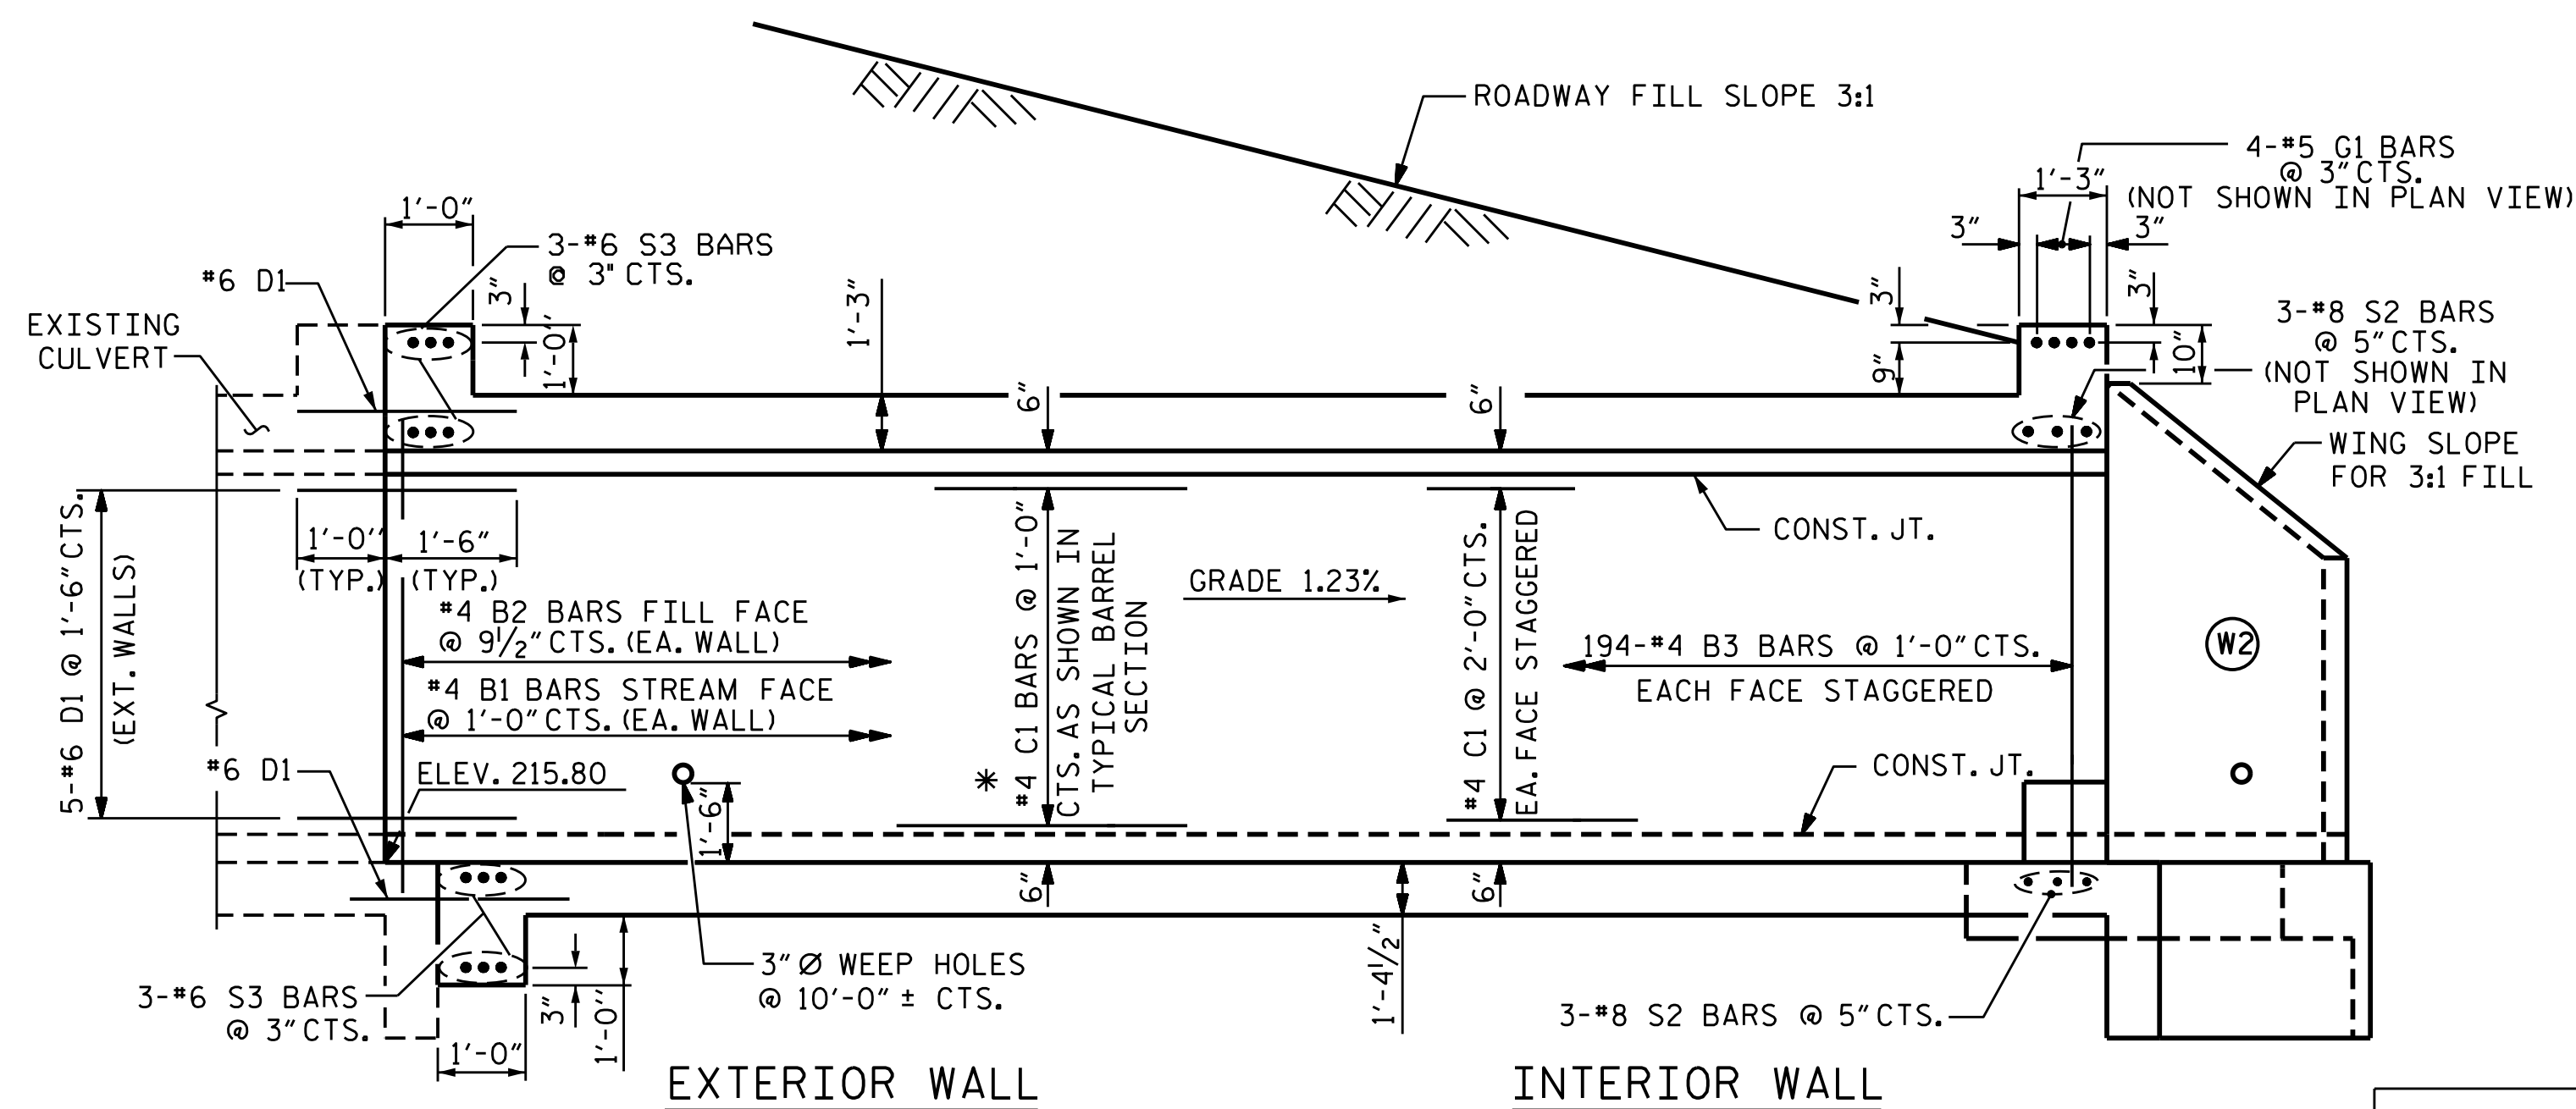 ROADWAY FILL SLOPE 3:1
4-#5 G1 BARS
@ 3" CTS.
(NOT SHOWN IN PLAN VIEW)
1'-3"
3"
3"
1'-0"
3-#6 S3 BARS
@ 3" CTS.
#6 D1
3"
1'-0"
1'-3"
3"
9"
3"
10"
3-#8 S2 BARS
@ 5" CTS.
(NOT SHOWN IN
PLAN VIEW)
EXISTING
CULVERT
6"
6"
WING SLOPE
FOR 3:1 FILL
CONST. JT.
5-#6 D1 @ 1'-6" CTS.
(EXT. WALLS)
1'-0"
1'-6"
(TYP.)
(TYP.)
#4 B2 BARS FILL FACE
@ 9 1/2" CTS. (EA. WALL)
#4 B1 BARS STREAM FACE
@ 1'-0" CTS. (EA. WALL)
* #4 C1 BARS @ 1'-0"
CTS. AS SHOWN IN
TYPICAL BARREL
SECTION
GRADE 1.23%
#4 C1 @ 2'-0" CTS.
EA. FACE STAGGERED
194-#4 B3 BARS @ 1'-0" CTS.
EACH FACE STAGGERED
W2
#6 D1
ELEV. 215.80
1'-6"
CONST. JT.
6"
6"
1'-4 1/2"
3" Ø WEEP HOLES
@ 10'-0" ± CTS.
3-#6 S3 BARS
@ 3" CTS.
3"
1'-0"
1'-0"
3-#8 S2 BARS @ 5" CTS.
EXTERIOR WALL
INTERIOR WALL